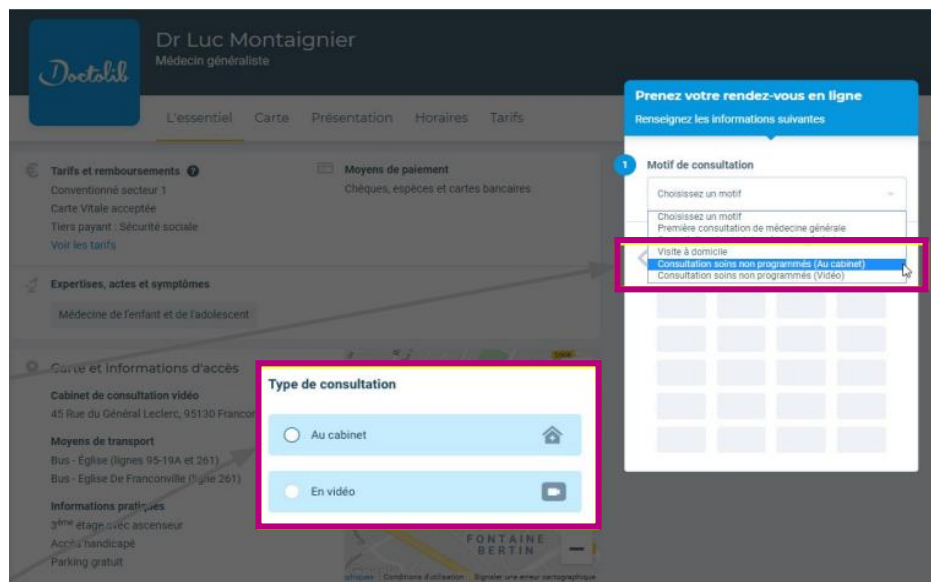 Doctolib
Dr Luc Montaignier
Médecin généraliste
L'essentiel Carte Présentation Horaires Tarifs
Tarifs et remboursements ?
Conventionné secteur 1
Carte Vitale acceptée
Tiers payant : Sécurité sociale
Voir les tarifs
Moyens de paiement
Chèques, espèces et cartes bancaires
Expertises, actes et symptômes
Médecine de l'enfant et de l'adolescent
Carte et informations d'accès
Cabinet de consultation vidéo
45 Rue du Général Leclerc, 95130 Francon
Moyens de transport
Bus - Église (lignes 95-19A et 261)
Bus - Eglise De Franconville (ligne 261)
Informations pratiques
3ème étage avec ascenseur
Accès handicapé
Parking gratuit
Type de consultation
Au cabinet
En vidéo
FONTAINE
BERTIN
Conditions d'utilisation Signaler une erreur cartographique
Prenez votre rendez-vous en ligne
Renseignez les informations suivantes
1 Motif de consultation
Choisissez un motif
Choisissez un motif
Première consultation de médecine générale
Visite à domicile
Consultation soins non programmés (Au cabinet)
Consultation soins non programmés (Vidéo)